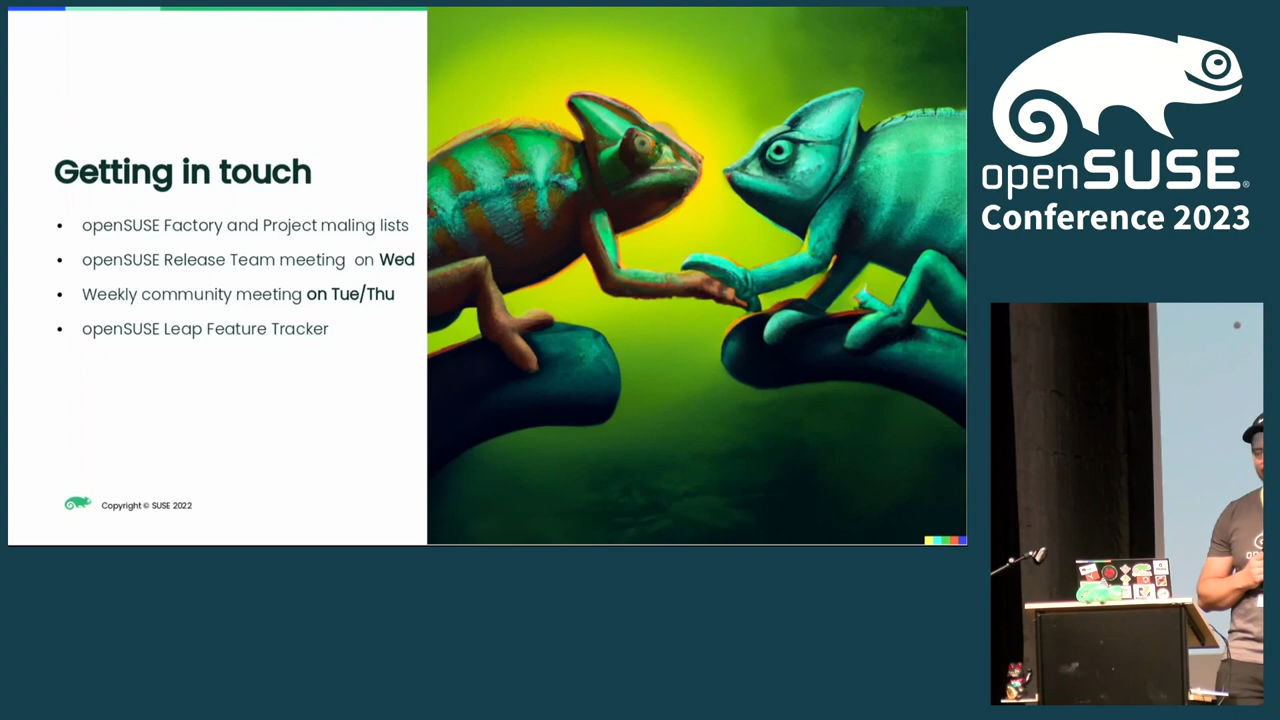 Getting in touch
• openSUSE Factory and Project maling lists
• openSUSE Release Team meeting on Wed
• Weekly community meeting on Tue/Thu
• openSUSE Leap Feature Tracker
Copyright © SUSE 2022
openSUSE®
Conference 2023